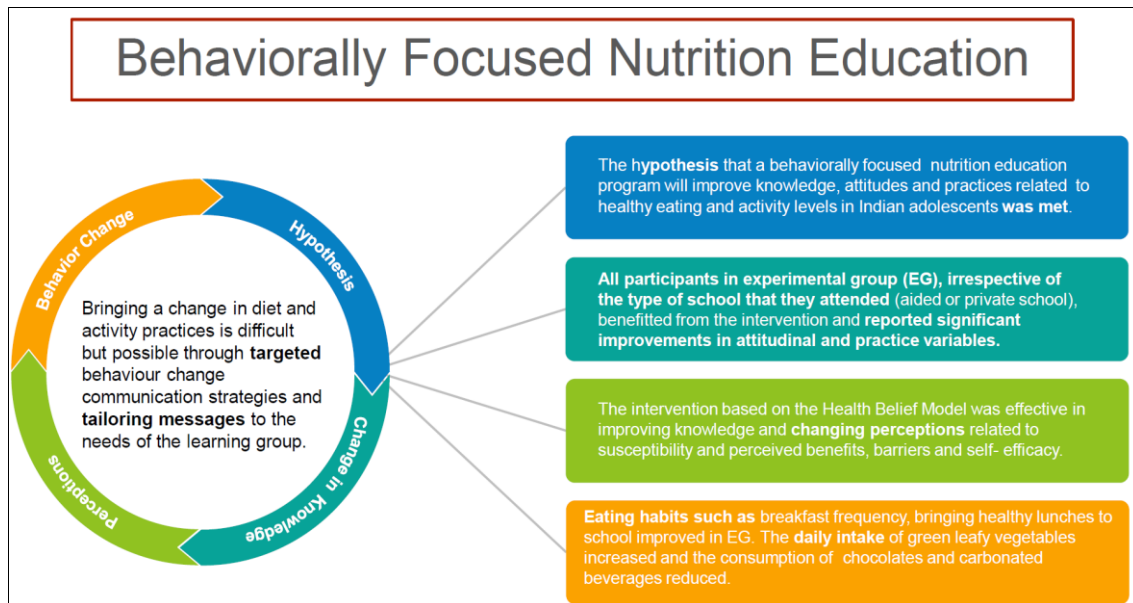 Behaviorally Focused Nutrition Education
Behavior Change
Hypothesis
Change in Knowledge
Perceptions
Bringing a change in diet and
activity practices is difficult
but possible through targeted
behaviour change
communication strategies and
tailoring messages to the
needs of the learning group.
The hypothesis that a behaviorally focused nutrition education
program will improve knowledge, attitudes and practices related to
healthy eating and activity levels in Indian adolescents was met.
All participants in experimental group (EG), irrespective of
the type of school that they attended (aided or private school),
benefitted from the intervention and reported significant
improvements in attitudinal and practice variables.
The intervention based on the Health Belief Model was effective in
improving knowledge and changing perceptions related to
susceptibility and perceived benefits, barriers and self- efficacy.
Eating habits such as breakfast frequency, bringing healthy lunches to
school improved in EG. The daily intake of green leafy vegetables
increased and the consumption of chocolates and carbonated
beverages reduced.